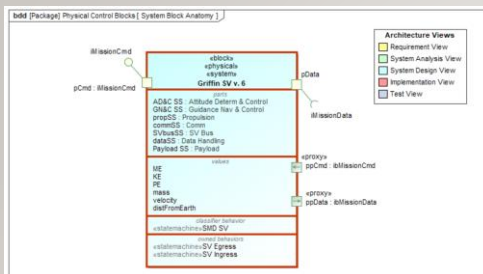 bdd [Package] Physical Control Blocks [ System Block Anatomy ]
iMissionCmd
pCmd : iMissionCmd
«block»
«physical»
«system»
Griffin SV v. 6
parts
AD&C SS : Attitude Determ & Control
GN&C SS : Guidance Nav & Control
propSS : Propulsion
commSS : Comm
SVbusSS : SV Bus
dataSS : Data Handling
Payload SS : Payload
values
ME
KE
PE
mass
velocity
distFromEarth
classifier behavior
«statemachine»SMD SV
owned behaviors
«statemachine»SV Egress
«statemachine»SV Ingress
pData
iMissionData
«proxy»
ppCmd : ibMissionCmd
«proxy»
ppData : ibMissionData
Architecture Views
Requirement View
System Analysis View
System Design View
Implementation View
Test View